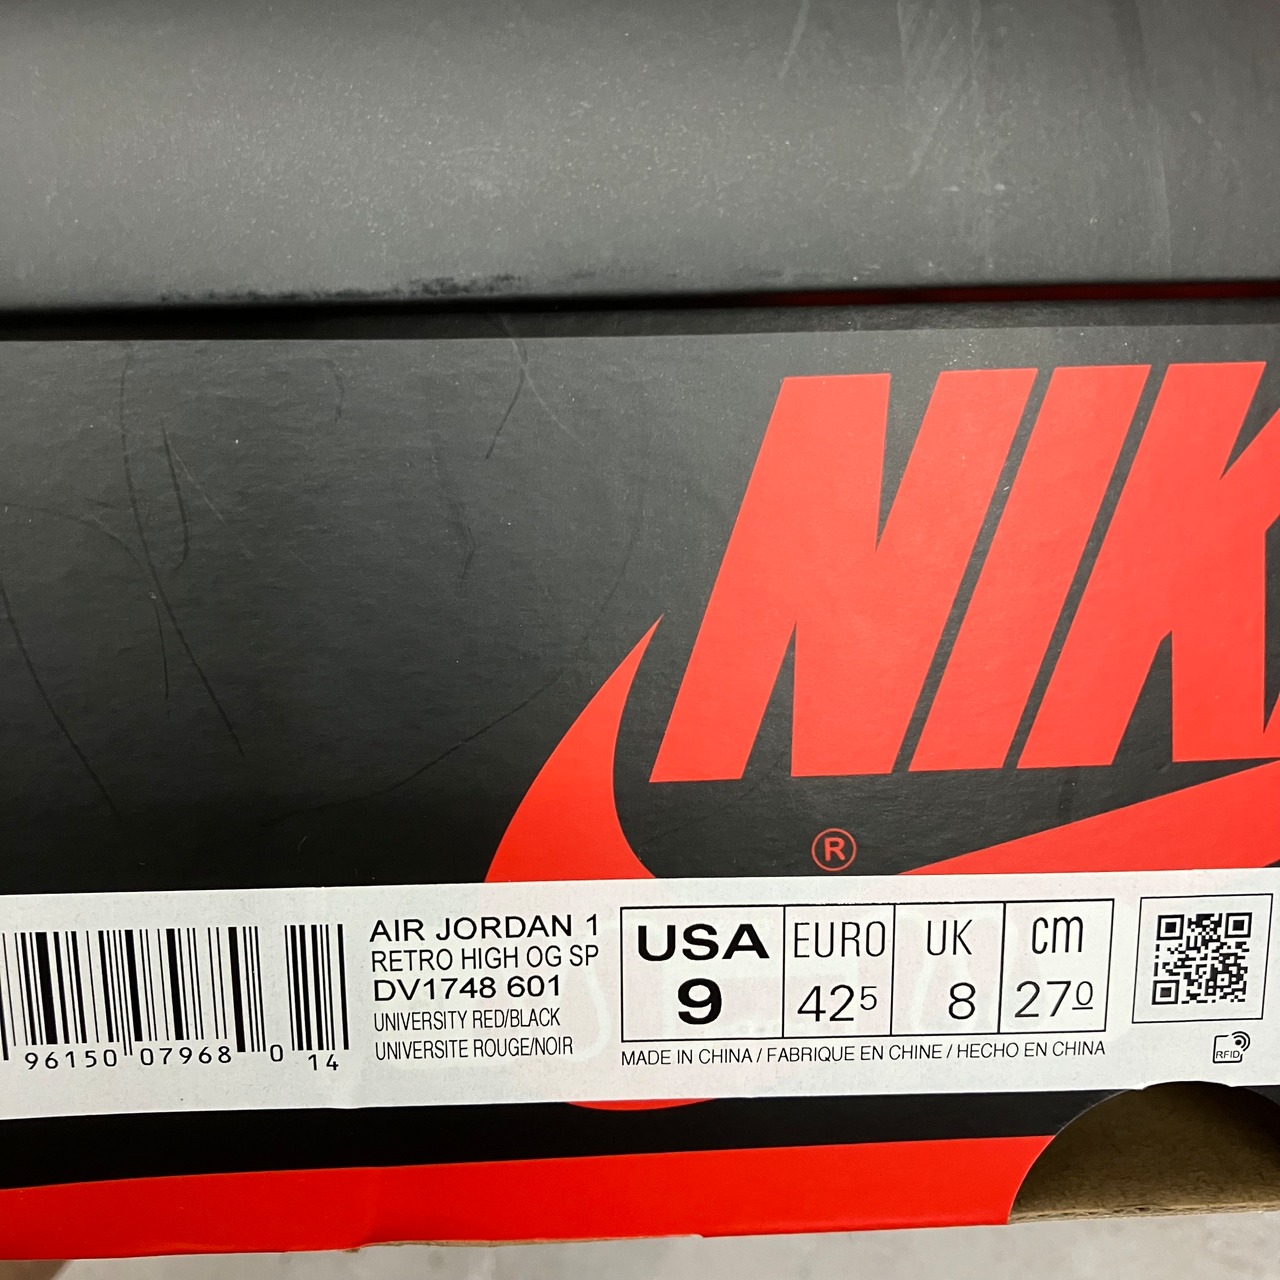 NIK
®
AIR JORDAN 1
RETRO HIGH OG SP
DV1748 601
UNIVERSITY RED/BLACK
UNIVERSITE ROUGE/NOIR
96150 07968 0 14
USA EURO UK cm
9 42 5 8 27 0
MADE IN CHINA / FABRIQUE EN CHINE / HECHO EN CHINA
RFID